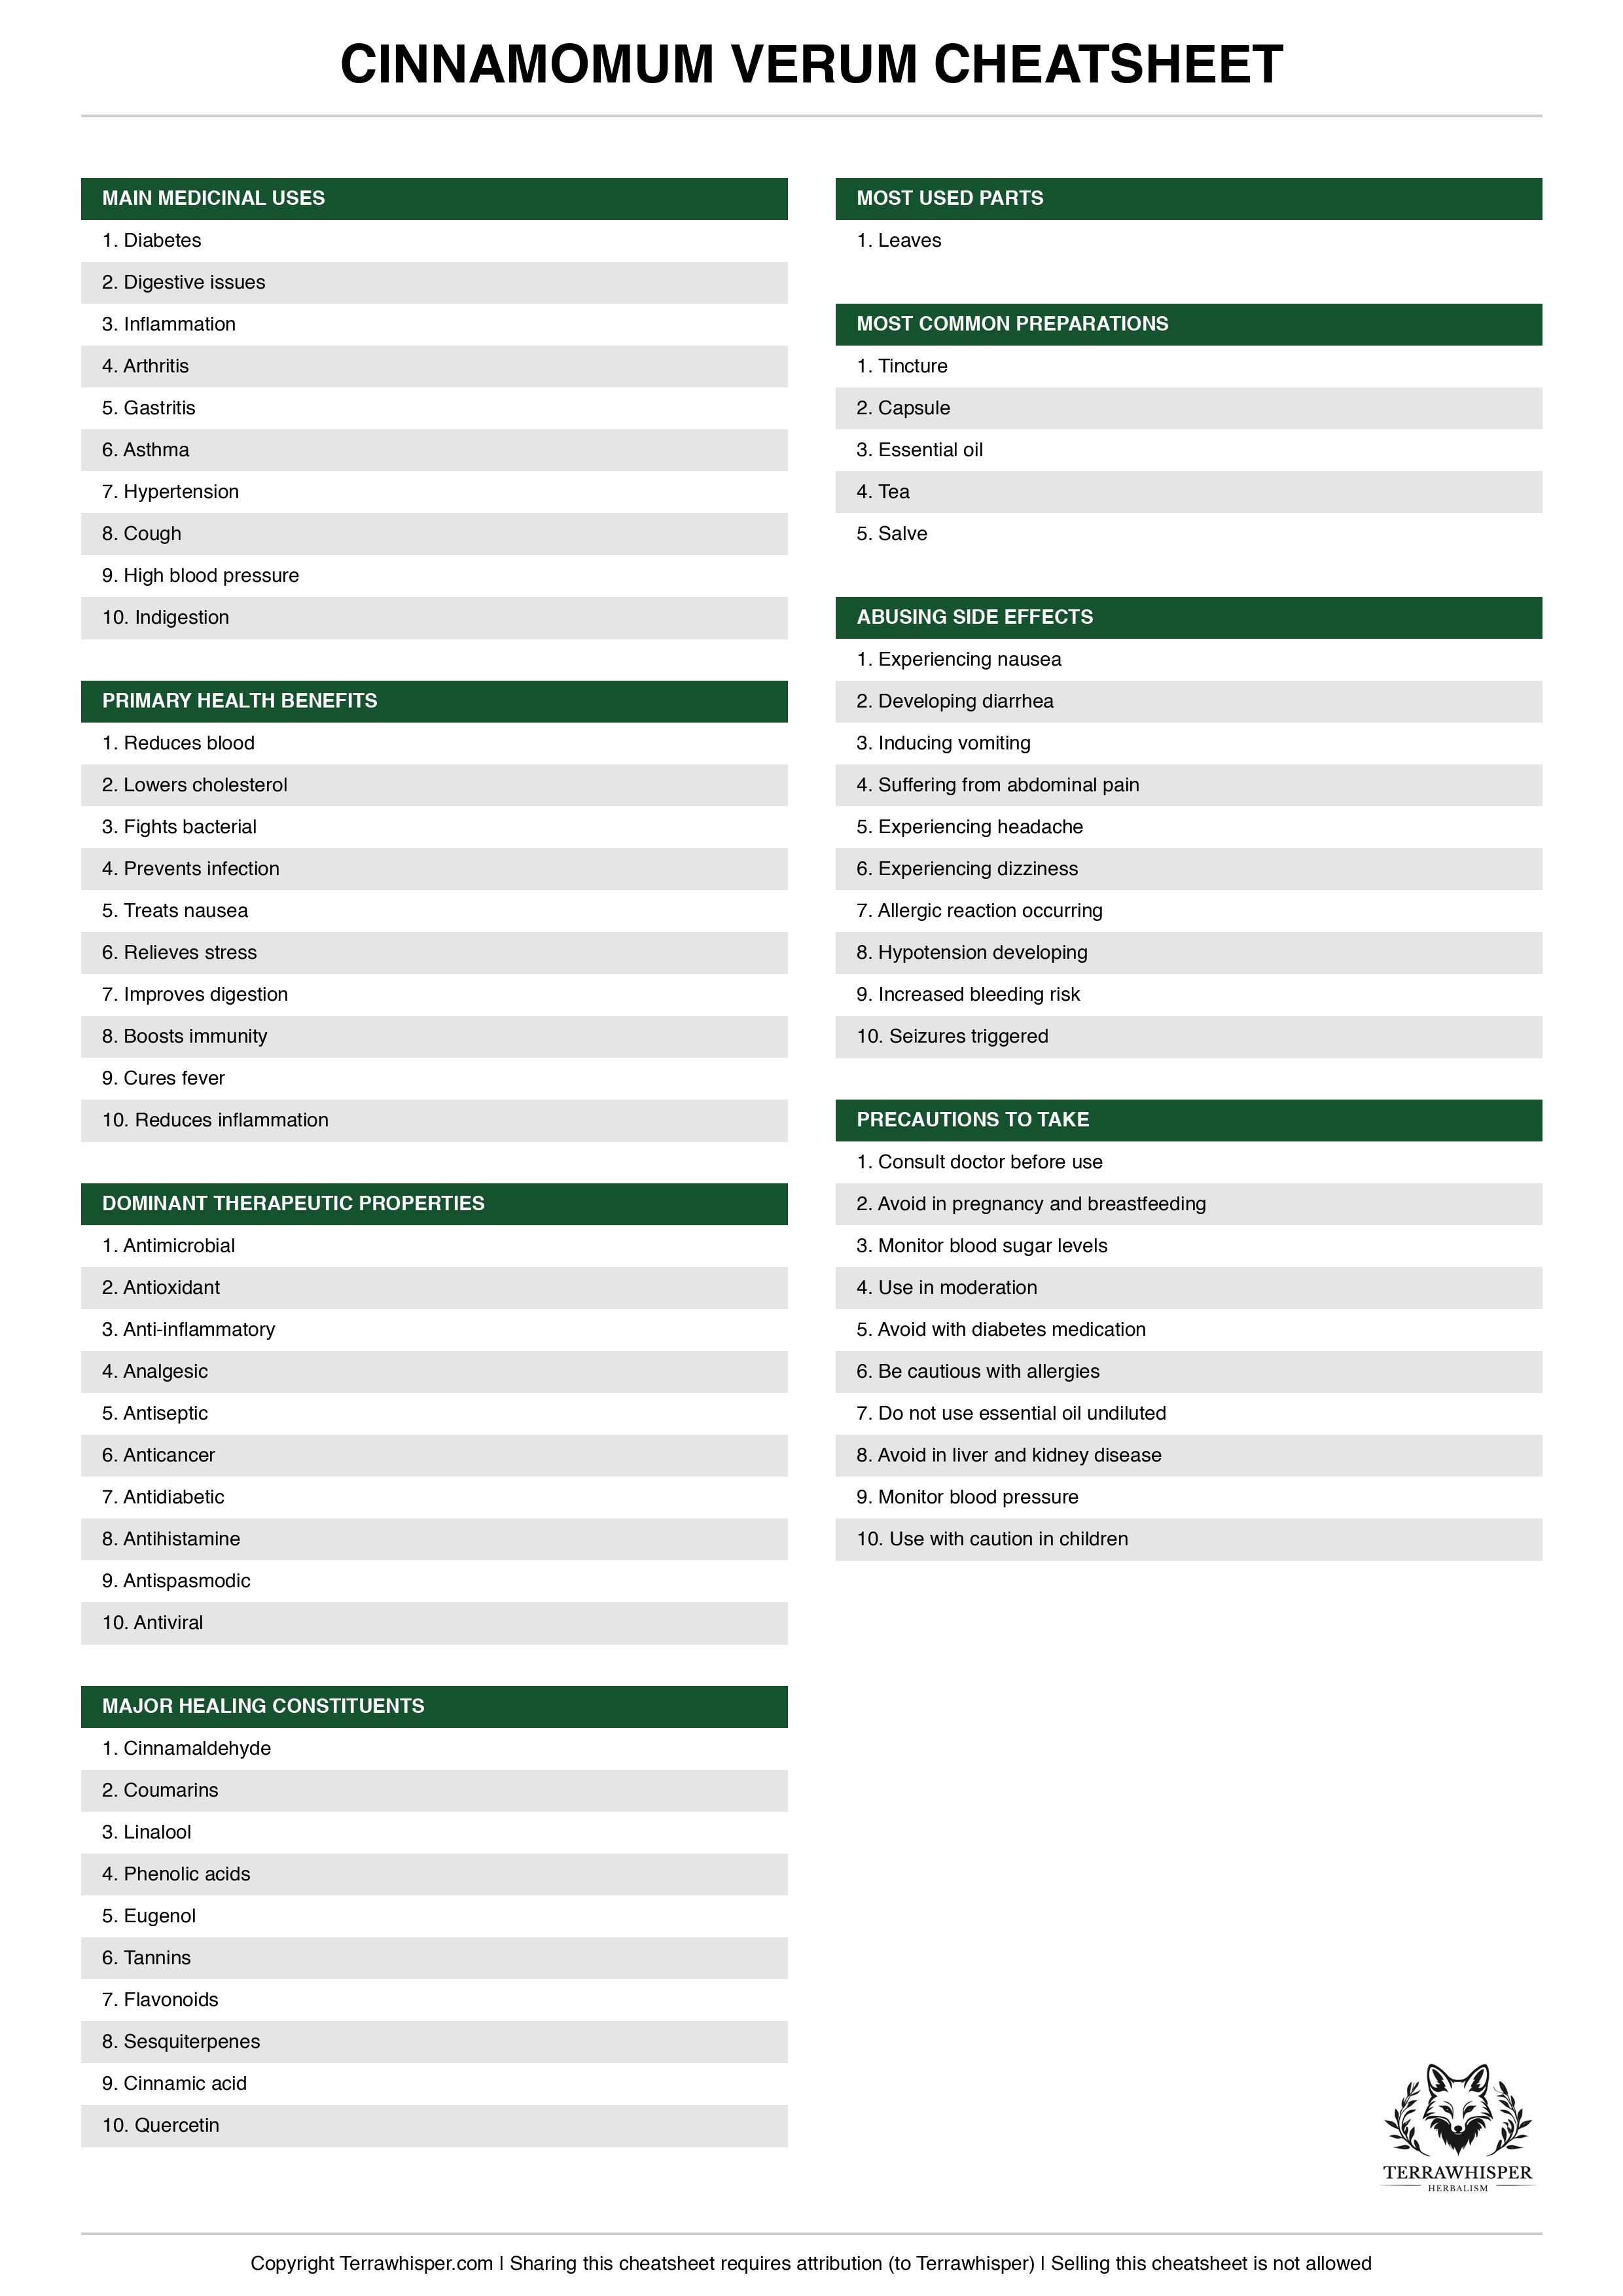 CINNAMOMUM VERUM CHEATSHEET
MAIN MEDICINAL USES
1. Diabetes
2. Digestive issues
3. Inflammation
4. Arthritis
5. Gastritis
6. Asthma
7. Hypertension
8. Cough
9. High blood pressure
10. Indigestion
PRIMARY HEALTH BENEFITS
1. Reduces blood
2. Lowers cholesterol
3. Fights bacterial
4. Prevents infection
5. Treats nausea
6. Relieves stress
7. Improves digestion
8. Boosts immunity
9. Cures fever
10. Reduces inflammation
DOMINANT THERAPEUTIC PROPERTIES
1. Antimicrobial
2. Antioxidant
3. Anti-inflammatory
4. Analgesic
5. Antiseptic
6. Anticancer
7. Antidiabetic
8. Antihistamine
9. Antispasmodic
10. Antiviral
MAJOR HEALING CONSTITUENTS
1. Cinnamaldehyde
2. Coumarins
3. Linalool
4. Phenolic acids
5. Eugenol
6. Tannins
7. Flavonoids
8. Sesquiterpenes
9. Cinnamic acid
10. Quercetin
MOST USED PARTS
1. Leaves
MOST COMMON PREPARATIONS
1. Tincture
2. Capsule
3. Essential oil
4. Tea
5. Salve
ABUSING SIDE EFFECTS
1. Experiencing nausea
2. Developing diarrhea
3. Inducing vomiting
4. Suffering from abdominal pain
5. Experiencing headache
6. Experiencing dizziness
7. Allergic reaction occurring
8. Hypotension developing
9. Increased bleeding risk
10. Seizures triggered
PRECAUTIONS TO TAKE
1. Consult doctor before use
2. Avoid in pregnancy and breastfeeding
3. Monitor blood sugar levels
4. Use in moderation
5. Avoid with diabetes medication
6. Be cautious with allergies
7. Do not use essential oil undiluted
8. Avoid in liver and kidney disease
9. Monitor blood pressure
10. Use with caution in children
TERRAWHISPER
HERBALISM
Copyright Terrawhisper.com | Sharing this cheatsheet requires attribution (to Terrawhisper) | Selling this cheatsheet is not allowed